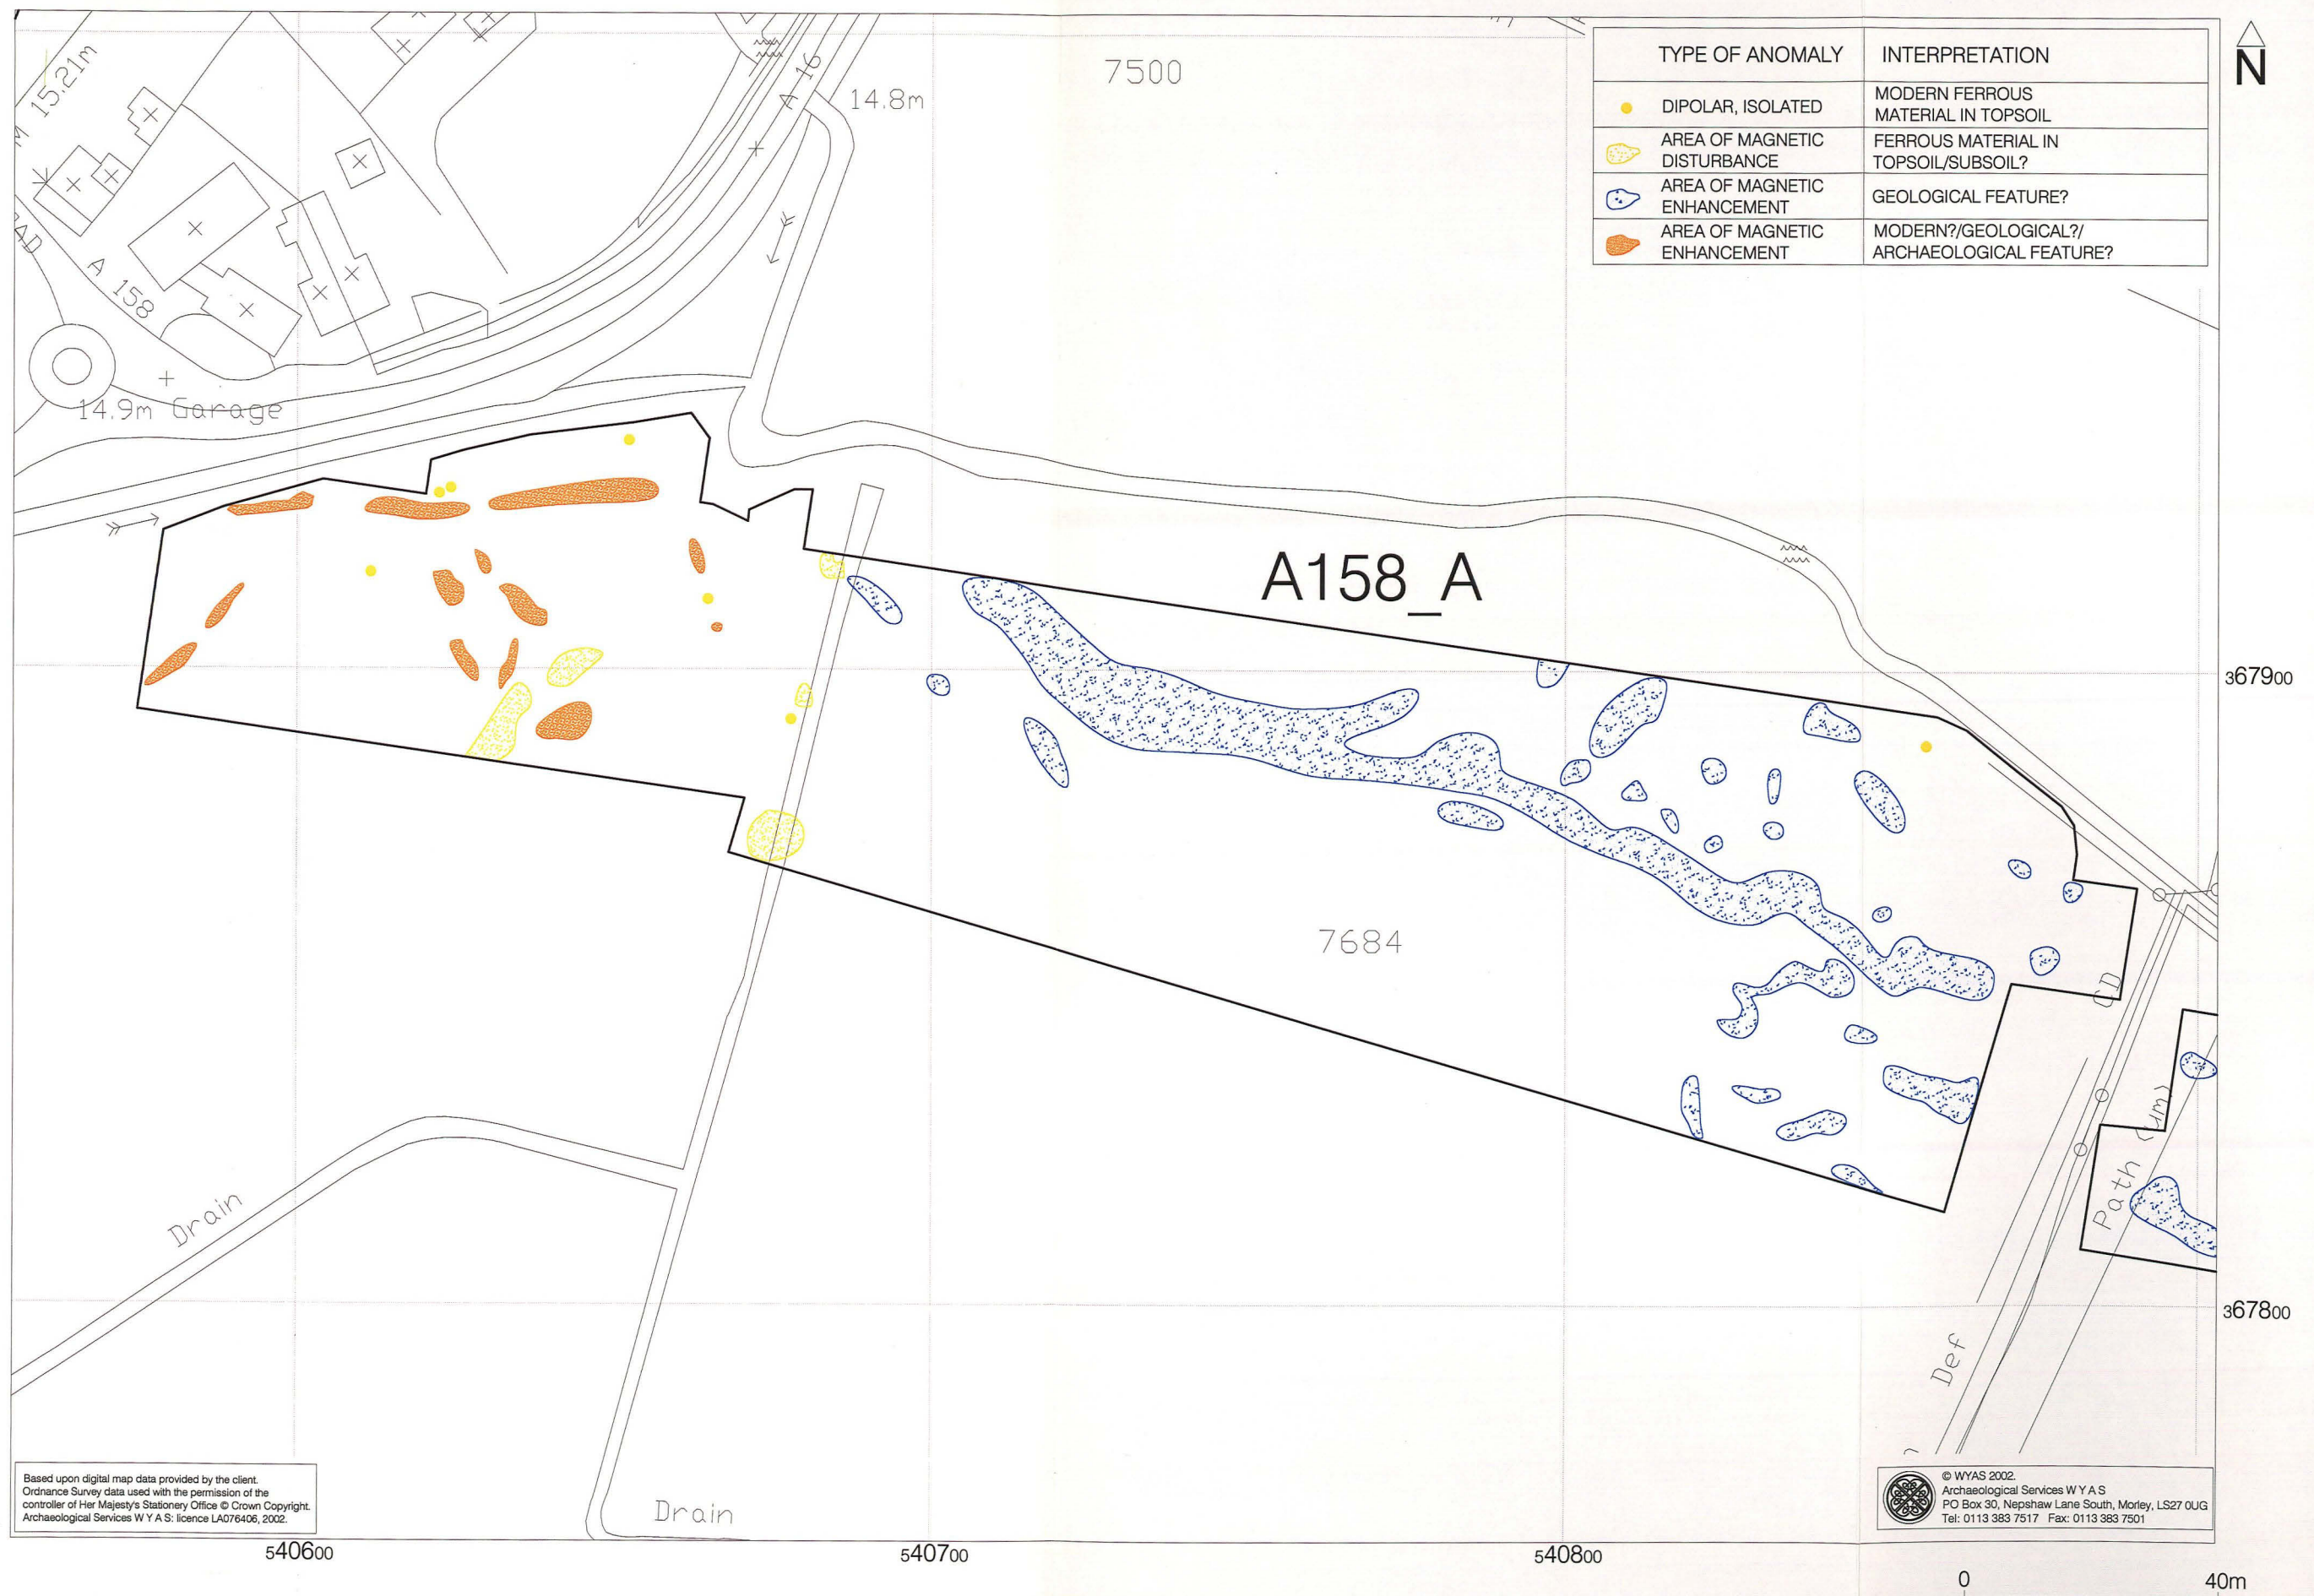 15.21m
A 16
7500
14.8m
TYPE OF ANOMALY
INTERPRETATION
DIPOLAR, ISOLATED
MODERN FERROUS
MATERIAL IN TOPSOIL
AREA OF MAGNETIC
DISTURBANCE
FERROUS MATERIAL IN
TOPSOIL/SUBSOIL?
AREA OF MAGNETIC
ENHANCEMENT
GEOLOGICAL FEATURE?
AREA OF MAGNETIC
ENHANCEMENT
MODERN?/GEOLOGICAL?/
ARCHAEOLOGICAL FEATURE?
N
A 158
14.9m Garage
A158_A
367900
7684
CD
Path (um)
Def
Drain
367800
Drain
Based upon digital map data provided by the client.
Ordnance Survey data used with the permission of the
controller of Her Majesty's Stationery Office © Crown Copyright.
Archaeological Services W Y A S: licence LA076406, 2002.
© WYAS 2002.
Archaeological Services W Y A S
PO Box 30, Nepshaw Lane South, Morley, LS27 0UG
Tel: 0113 383 7517 Fax: 0113 383 7501
540600
540700
540800
0
40m